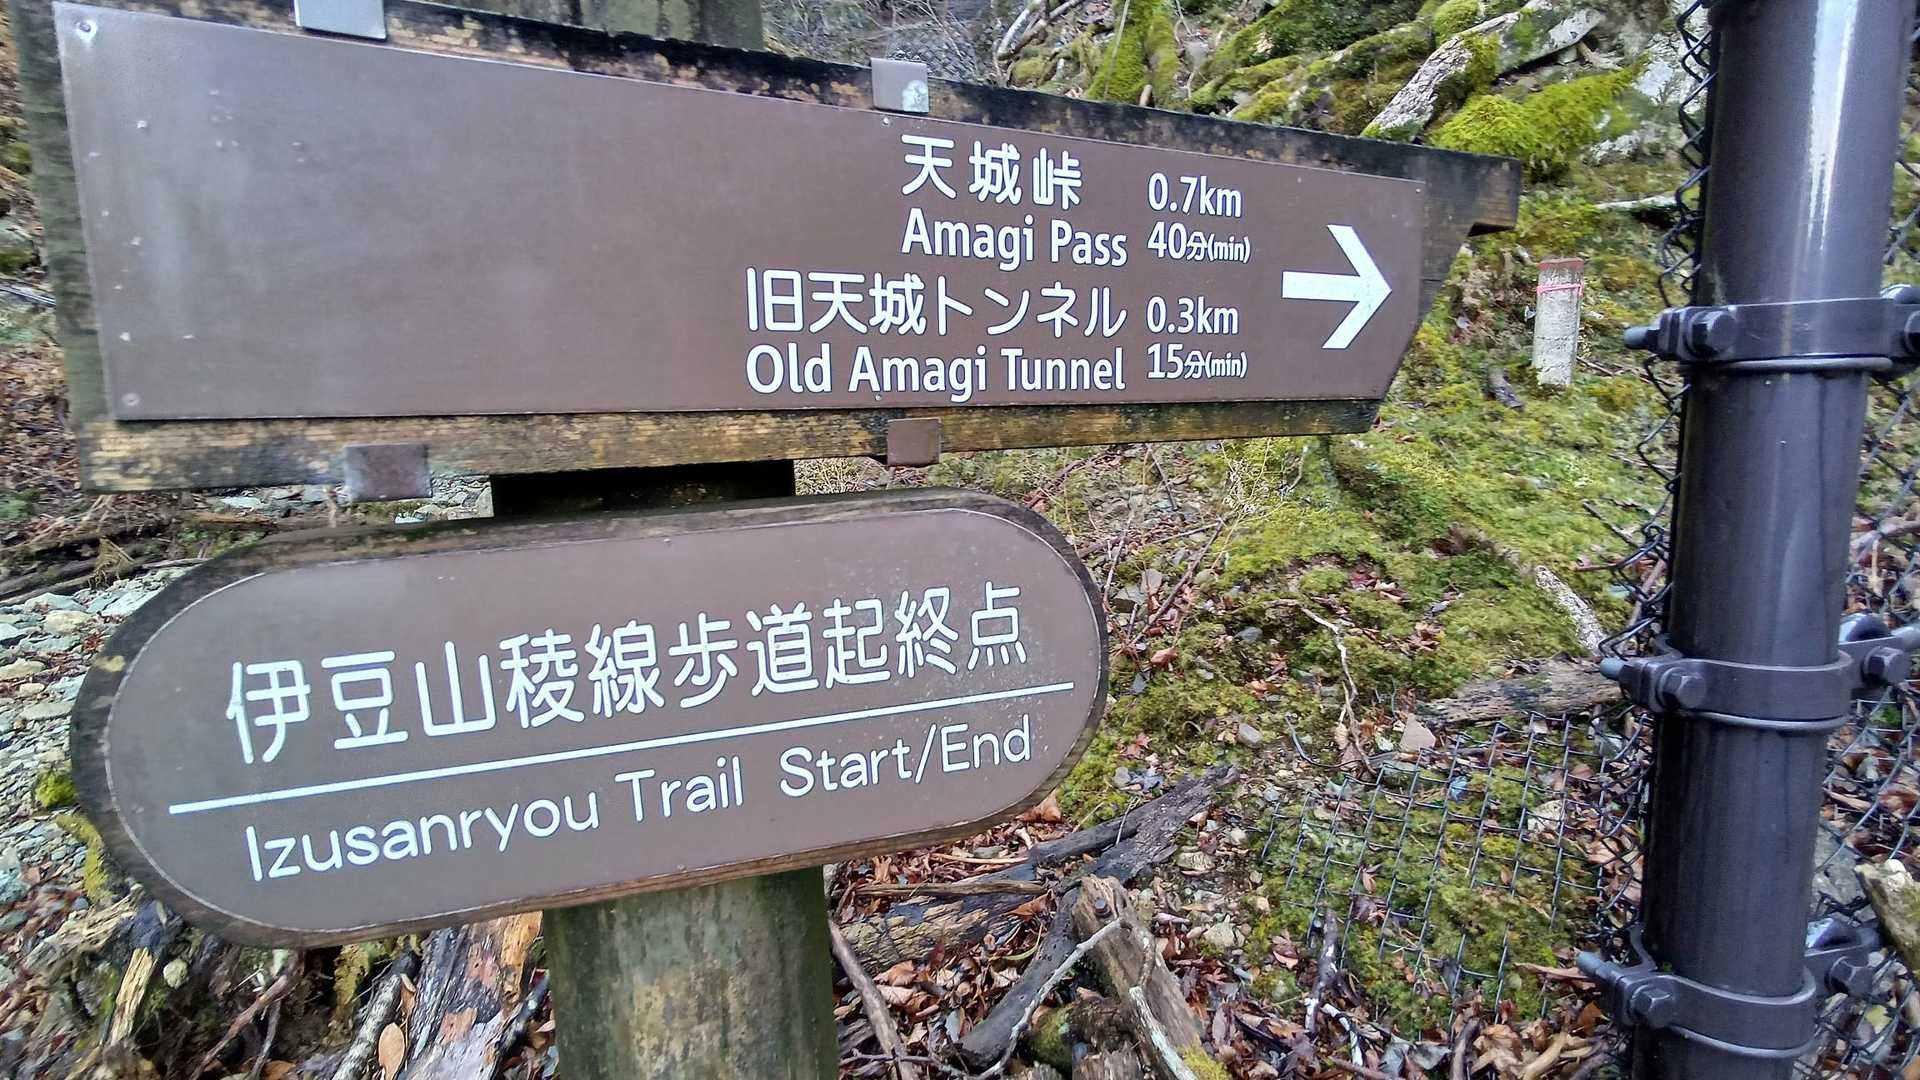 天城峠 0.7km
Amagi Pass 40分(min)
旧天城トンネル 0.3km
Old Amagi Tunnel 15分(min)
伊豆山稜線歩道起終点
Izusanryou Trail Start/End